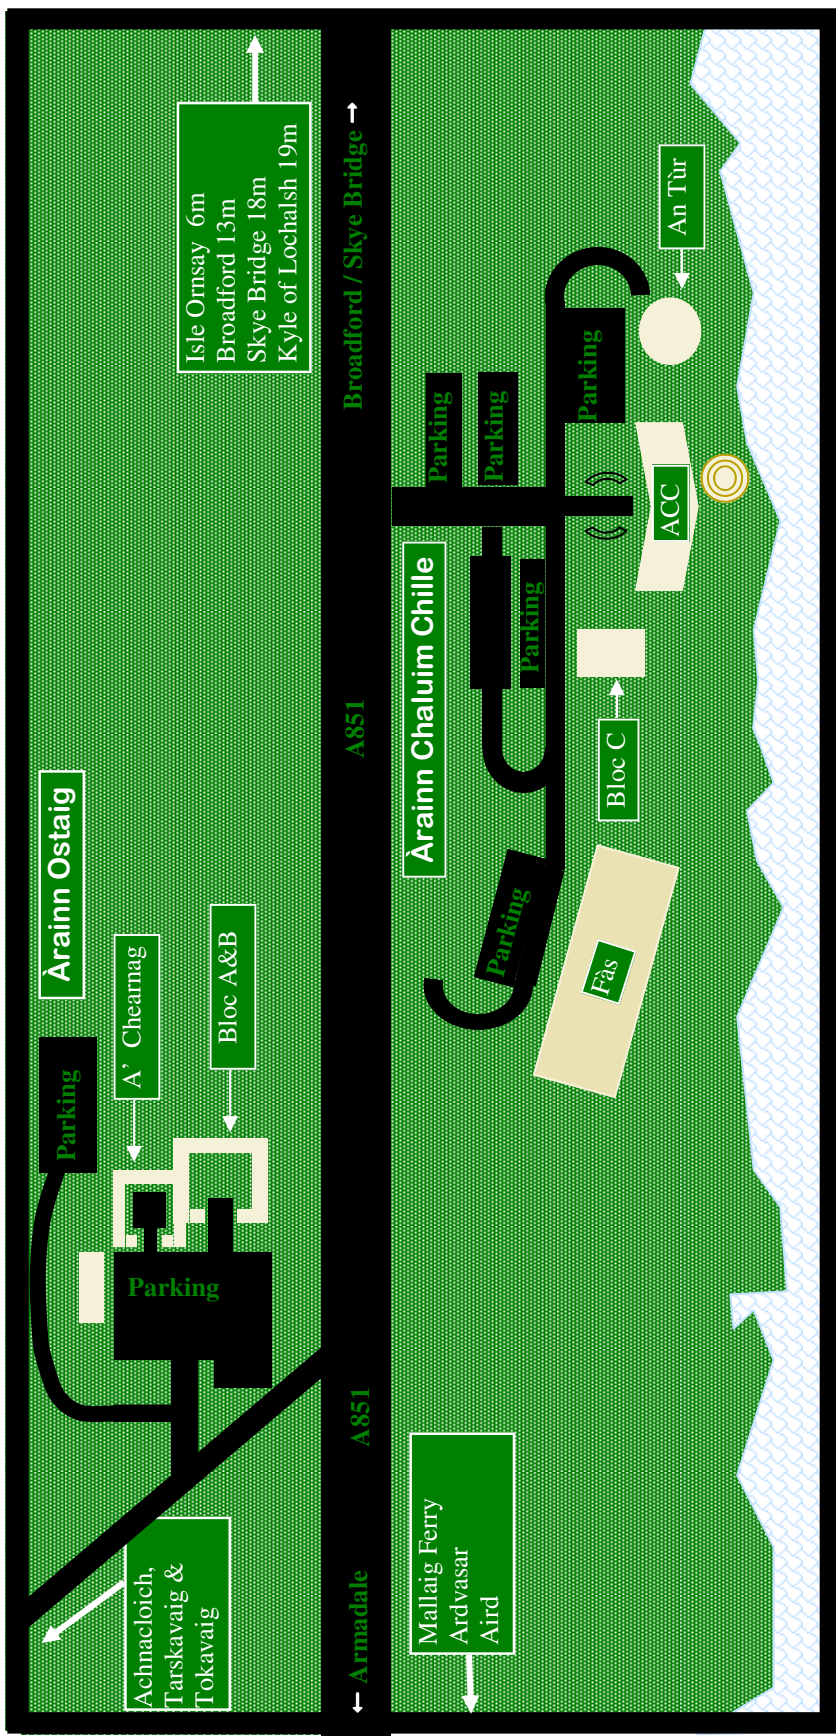 Achnacloich,
Tarskavaig &
Tokavaig
Parking
Parking
A’ Chearnag
Àrainn Ostaig
Bloc A&B
Isle Ornsay 6m
Broadford 13m
Skye Bridge 18m
Kyle of Lochalsh 19m
← Armadale
A851
A851
Broadford / Skye Bridge →
Mallaig Ferry
Ardvasar
Aird
Àrainn Chaluim Chille
Parking
Parking
Parking
Parking
Parking
Fàs
Bloc C
ACC
An Tùr